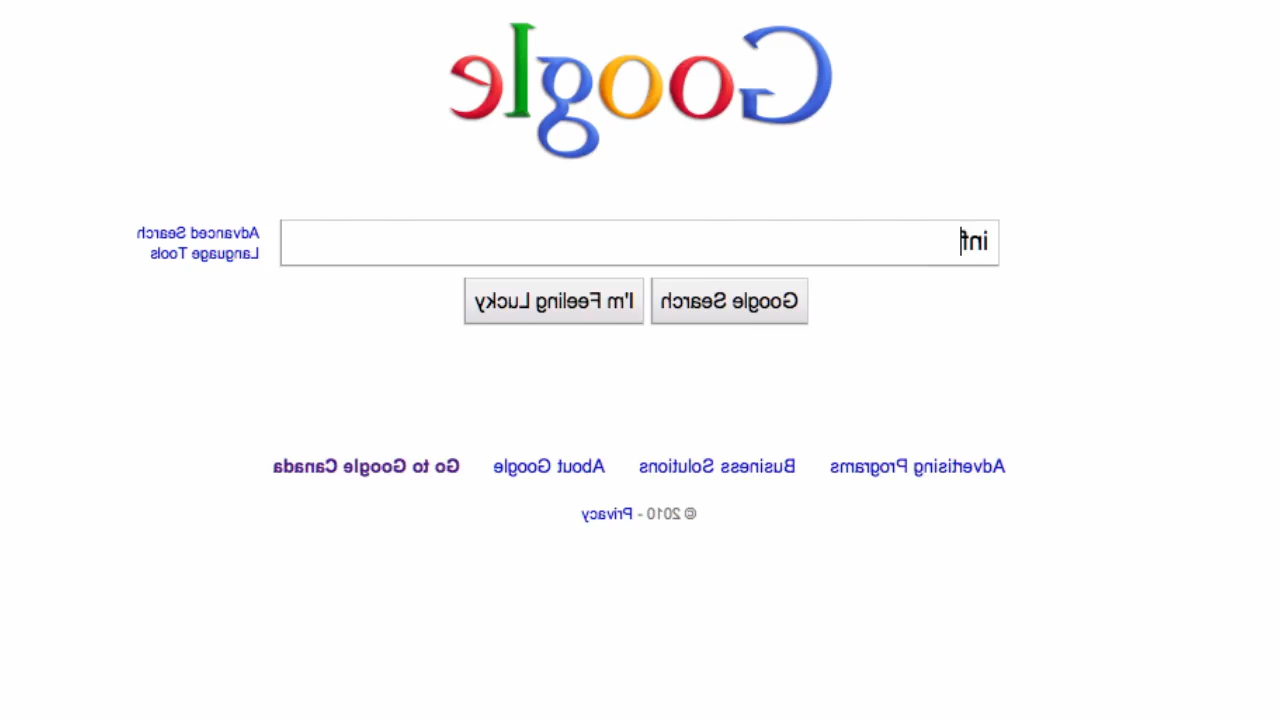 Google
inf
Advanced Search
Language Tools
Google Search I'm Feeling Lucky
Advertising Programs Business Solutions About Google Go to Google Canada
© 2010 - Privacy